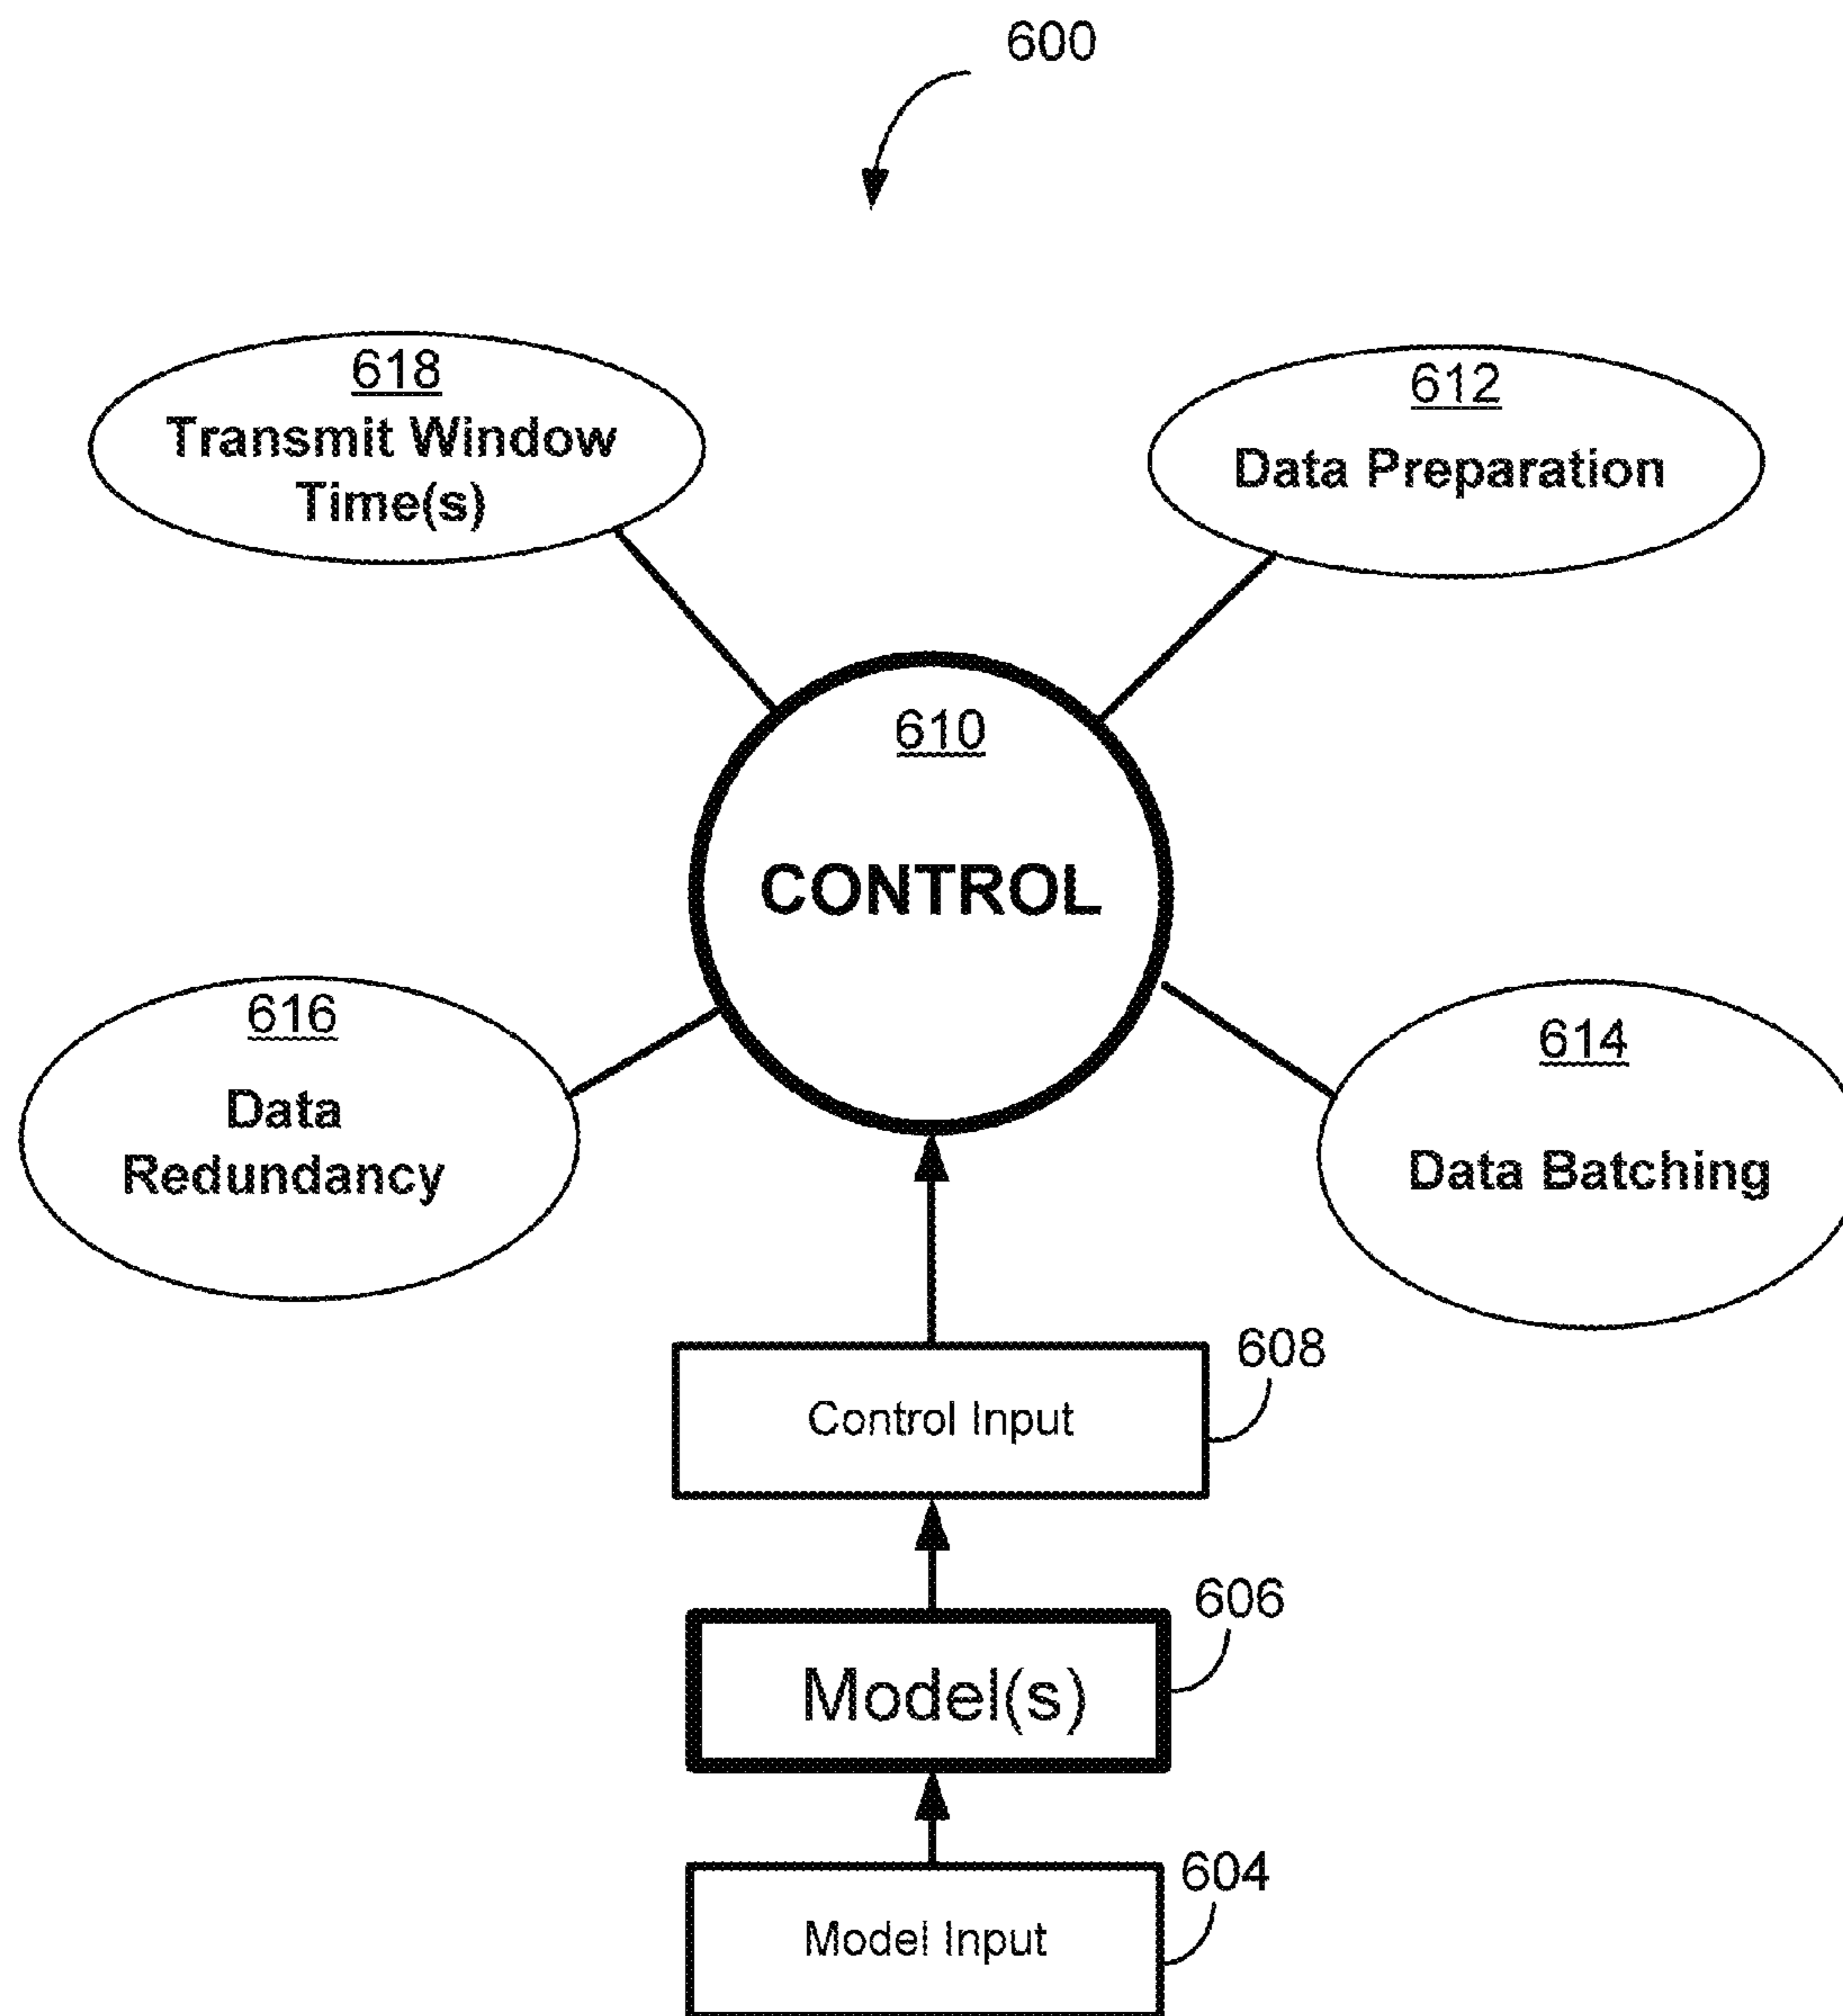 600
618
Transmit Window
Time(s)
612
Data Preparation
610
CONTROL
616
Data
Redundancy
614
Data Batching
608
Control Input
606
Model(s)
604
Model Input